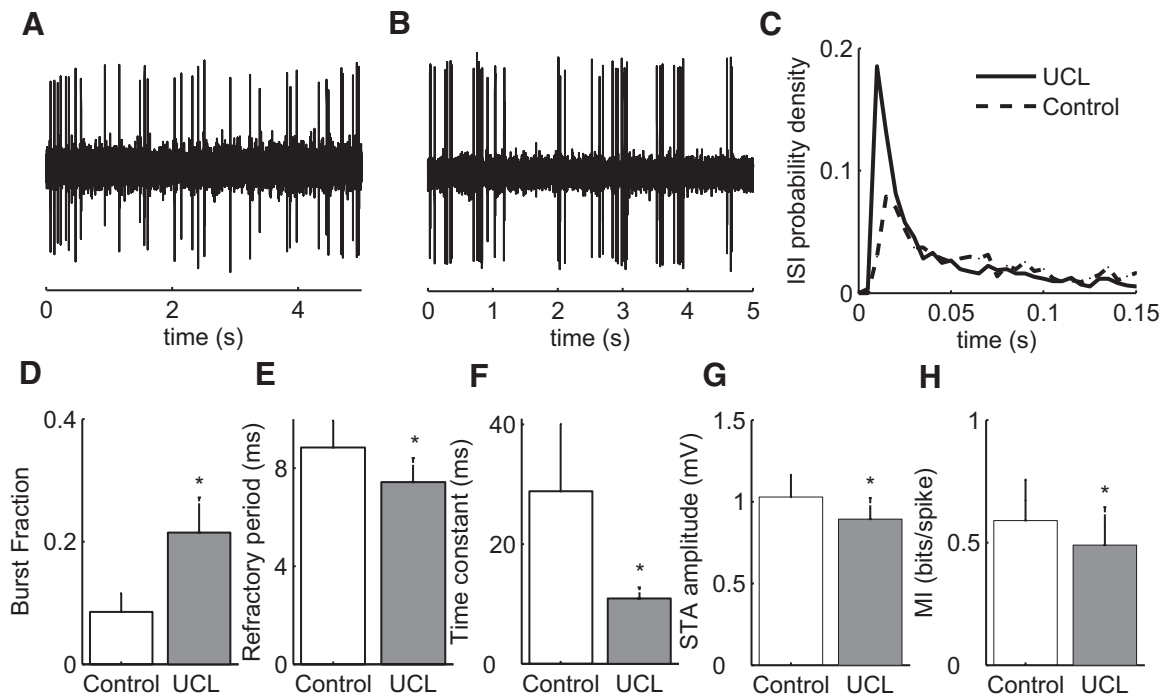 A
0 2 4
time (s)
B
0 1 2 3 4 5
time (s)
C
ISI probability density
0.2
0.1
0
0 0.05 0.1 0.15
time (s)
UCL
Control
D
Burst Fraction
0.4
0.2
0
*
Control UCL
E
Refractory period (ms)
8
4
0
*
Control UCL
F
Time constant (ms)
40
20
0
*
Control UCL
G
STA amplitude (mV)
1.5
1
0.5
0
*
Control UCL
H
MI (bits/spike)
1
0.5
0
*
Control UCL